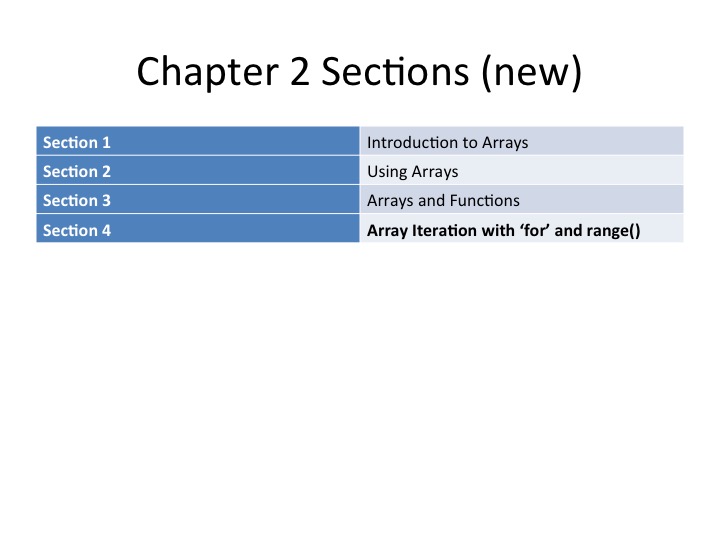 Chapter 2 Sections (new)
Section 1 Introduction to Arrays
Section 2 Using Arrays
Section 3 Arrays and Functions
Section 4 Array Iteration with ‘for’ and range()